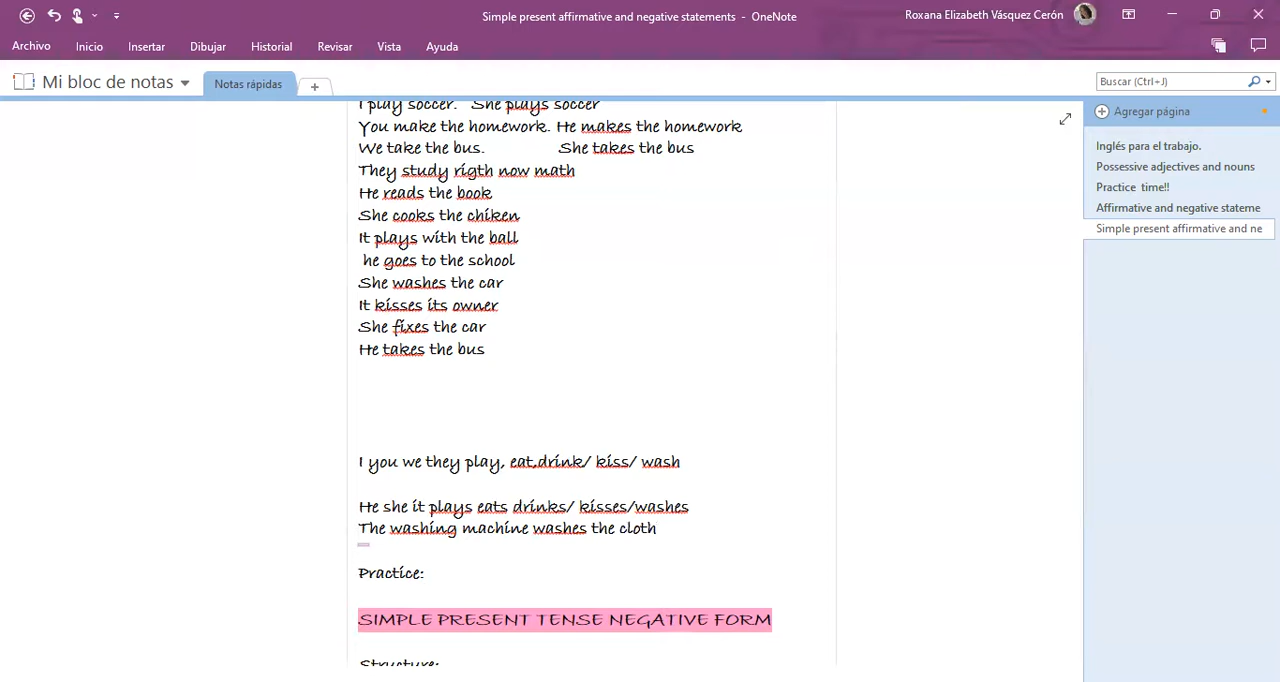 Simple present affirmative and negative statements - OneNote
Roxana Elizabeth Vásquez Cerón
Archivo Inicio Insertar Dibujar Historial Revisar Vista Ayuda
Mi bloc de notas
Notas rápidas
+
Buscar (Ctrl+J)
Agregar página
Inglés para el trabajo.
Possessive adjectives and nouns
Practice time!!
Affirmative and negative stateme
Simple present affirmative and ne
I play soccer. She plays soccer
You make the homework. He makes the homework
We take the bus. She takes the bus
They study rigth now math
He reads the book
She cooks the chiken
It plays with the ball
he goes to the school
She washes the car
It kisses its owner
She fixes the car
He takes the bus
I you we they play, eat,drink/ kiss/ wash
He she it plays eats drinks/ kisses/washes
The washing machine washes the cloth
Practice:
SIMPLE PRESENT TENSE NEGATIVE FORM
Structure: